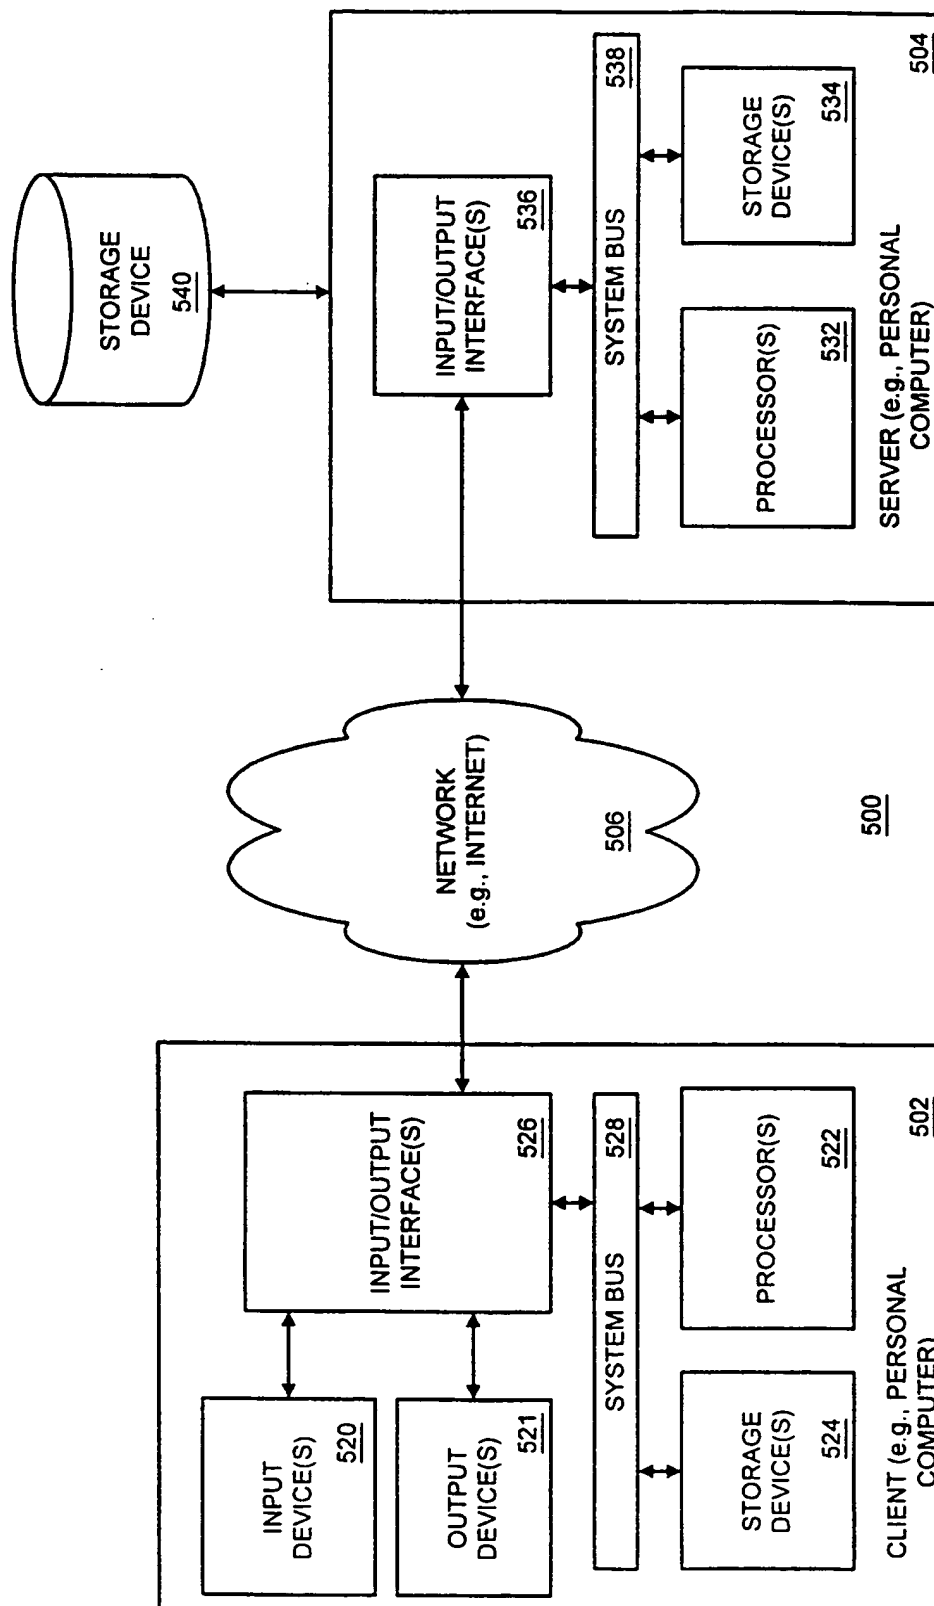 STORAGE
DEVICE
540
INPUT
DEVICE(S)
520
OUTPUT
DEVICE(S)
521
INPUT/OUTPUT
INTERFACE(S)
526
SYSTEM BUS
528
STORAGE
DEVICE(S)
524
PROCESSOR(S)
522
CLIENT (e.g., PERSONAL
COMPUTER)
502
NETWORK
(e.g., INTERNET)
506
500
INPUT/OUTPUT
INTERFACE(S)
536
SYSTEM BUS
538
PROCESSOR(S)
532
STORAGE
DEVICE(S)
534
SERVER (e.g., PERSONAL
COMPUTER)
504